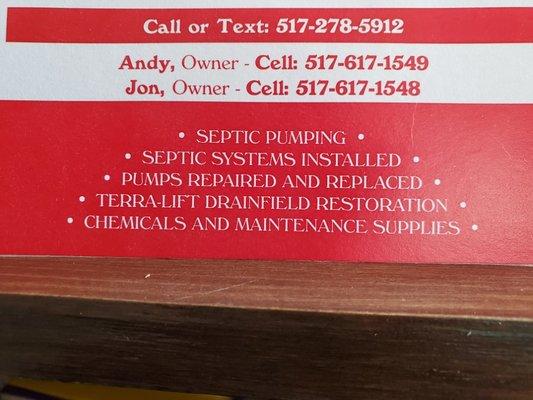 Call or Text: 517-278-5912
Andy, Owner - Cell: 517-617-1549
Jon, Owner - Cell: 517-617-1548
• SEPTIC PUMPING •
• SEPTIC SYSTEMS INSTALLED •
• PUMPS REPAIRED AND REPLACED •
• TERRA-LIFT DRAINFIELD RESTORATION •
• CHEMICALS AND MAINTENANCE SUPPLIES •